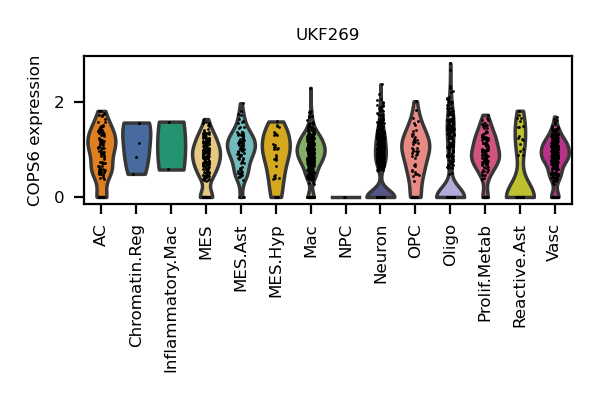 UKF269
COPS6 expression
2
0
AC
Chromatin.Reg
Inflammatory.Mac
MES
MES.Ast
MES.Hyp
Mac
NPC
Neuron
OPC
Oligo
Prolif.Metab
Reactive.Ast
Vasc